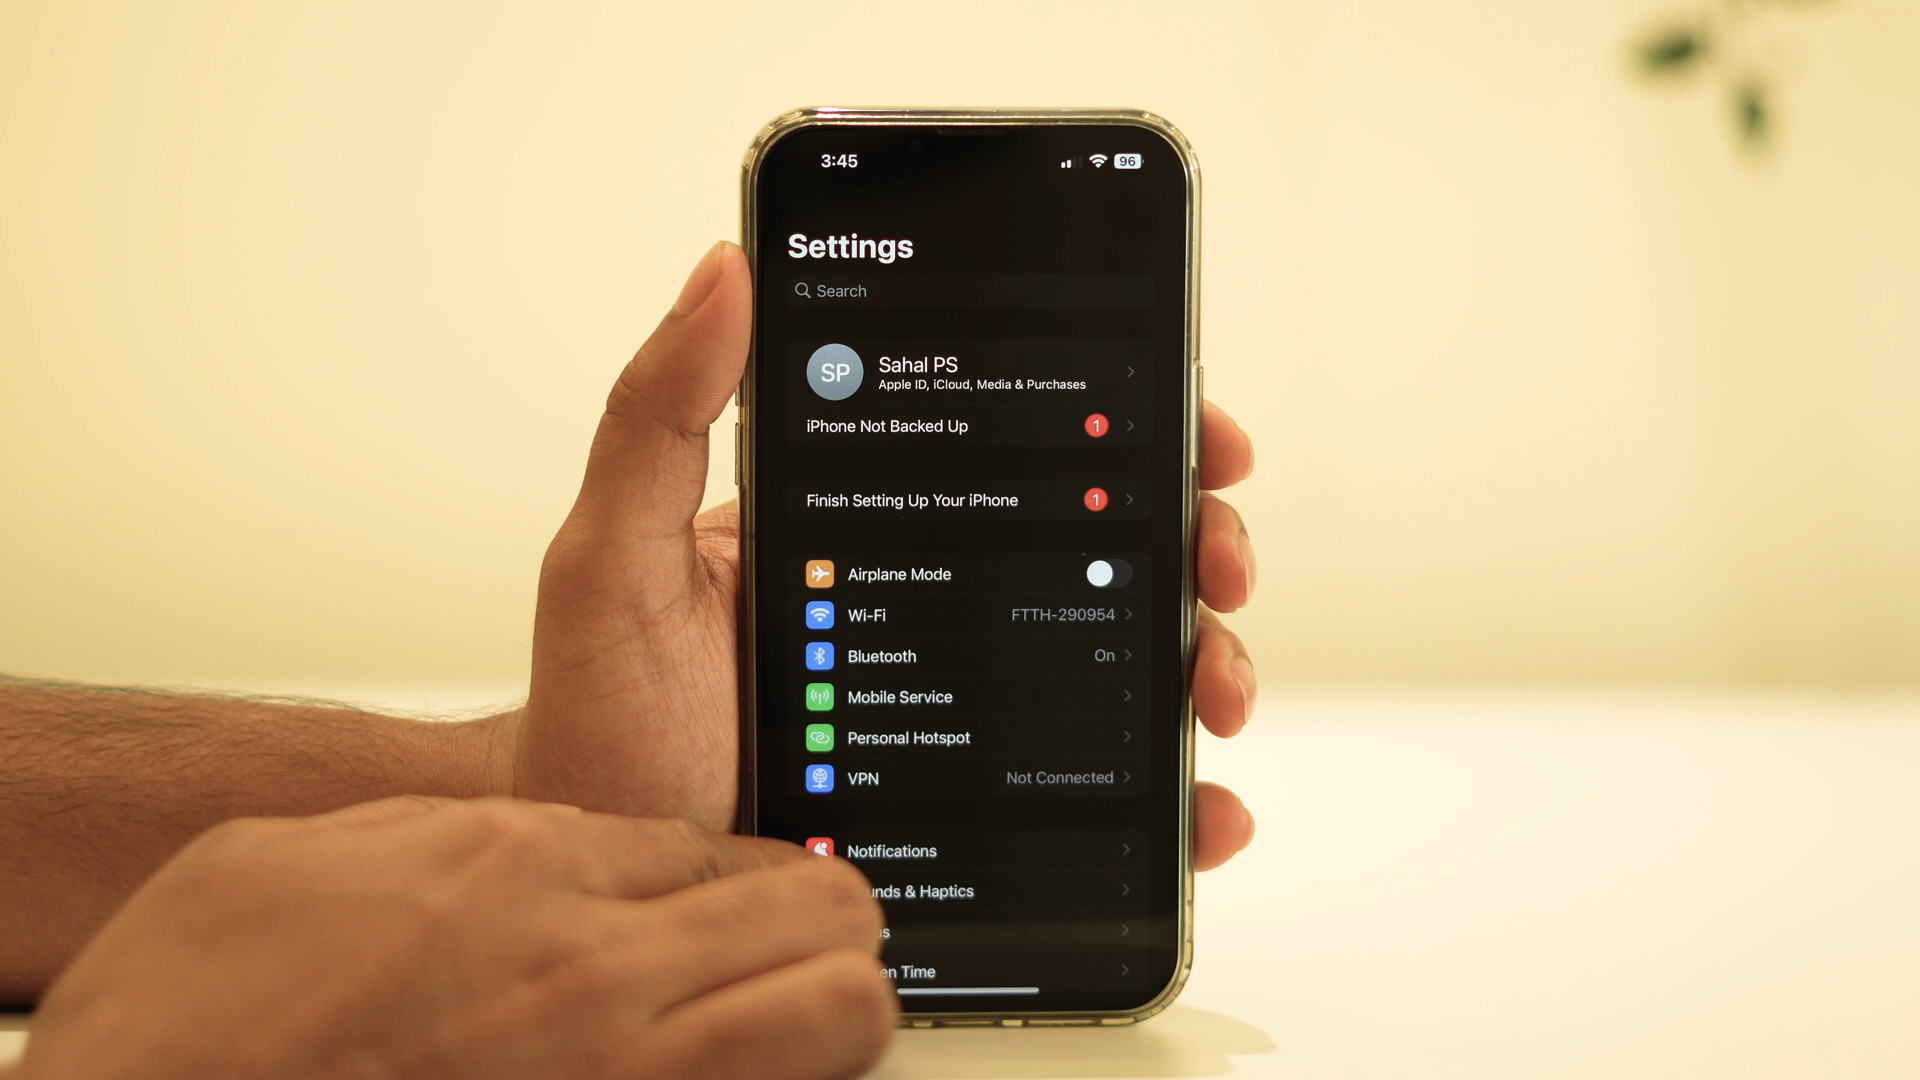 3:45
96
Settings
Search
SP
Sahal PS
Apple ID, iCloud, Media & Purchases
iPhone Not Backed Up 1
Finish Setting Up Your iPhone 1
Airplane Mode
Wi-Fi FTTH-290954
Bluetooth On
Mobile Service
Personal Hotspot
VPN Not Connected
Notifications
& Haptics
Time